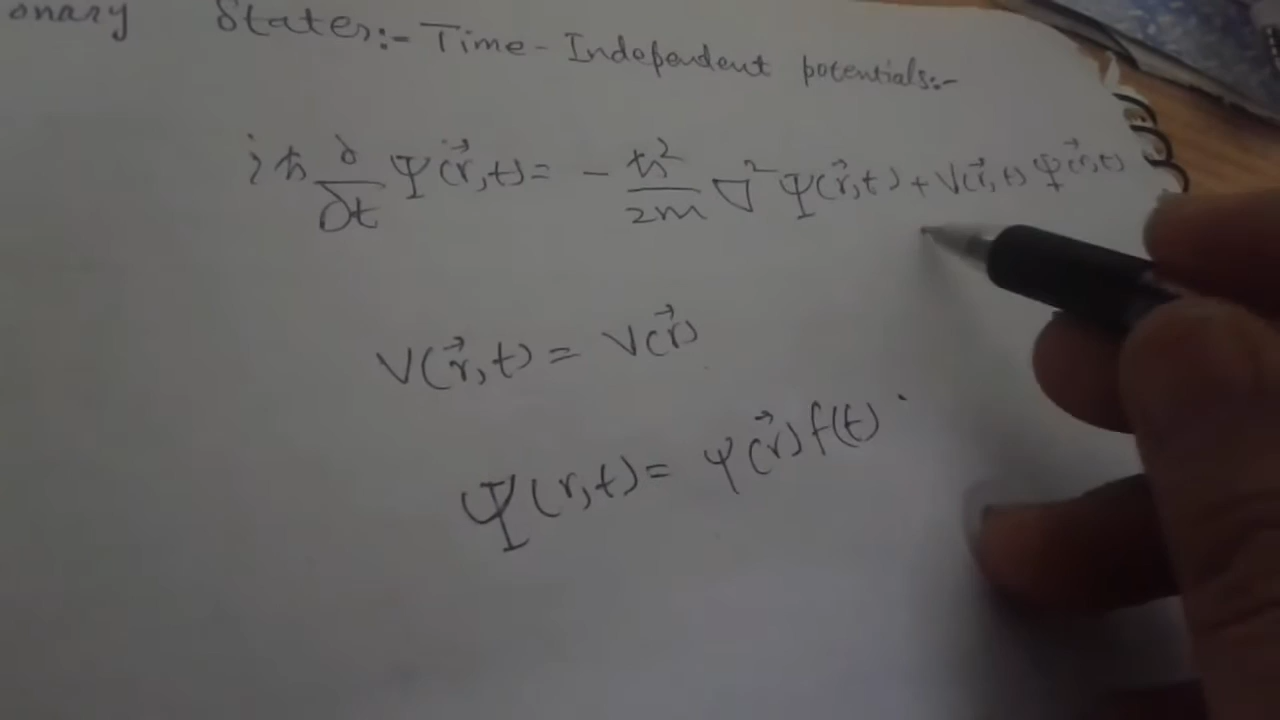 onary States:- Time-Independent potentials:-
iħ ∂/∂t Ψ(r⃗,t) = -ħ²/2m ∇² Ψ(r⃗,t) + V(r⃗,t) Ψ(r⃗,t)
V(r⃗,t) = V(r⃗)
Ψ(r,t) = ψ(r⃗) f(t)